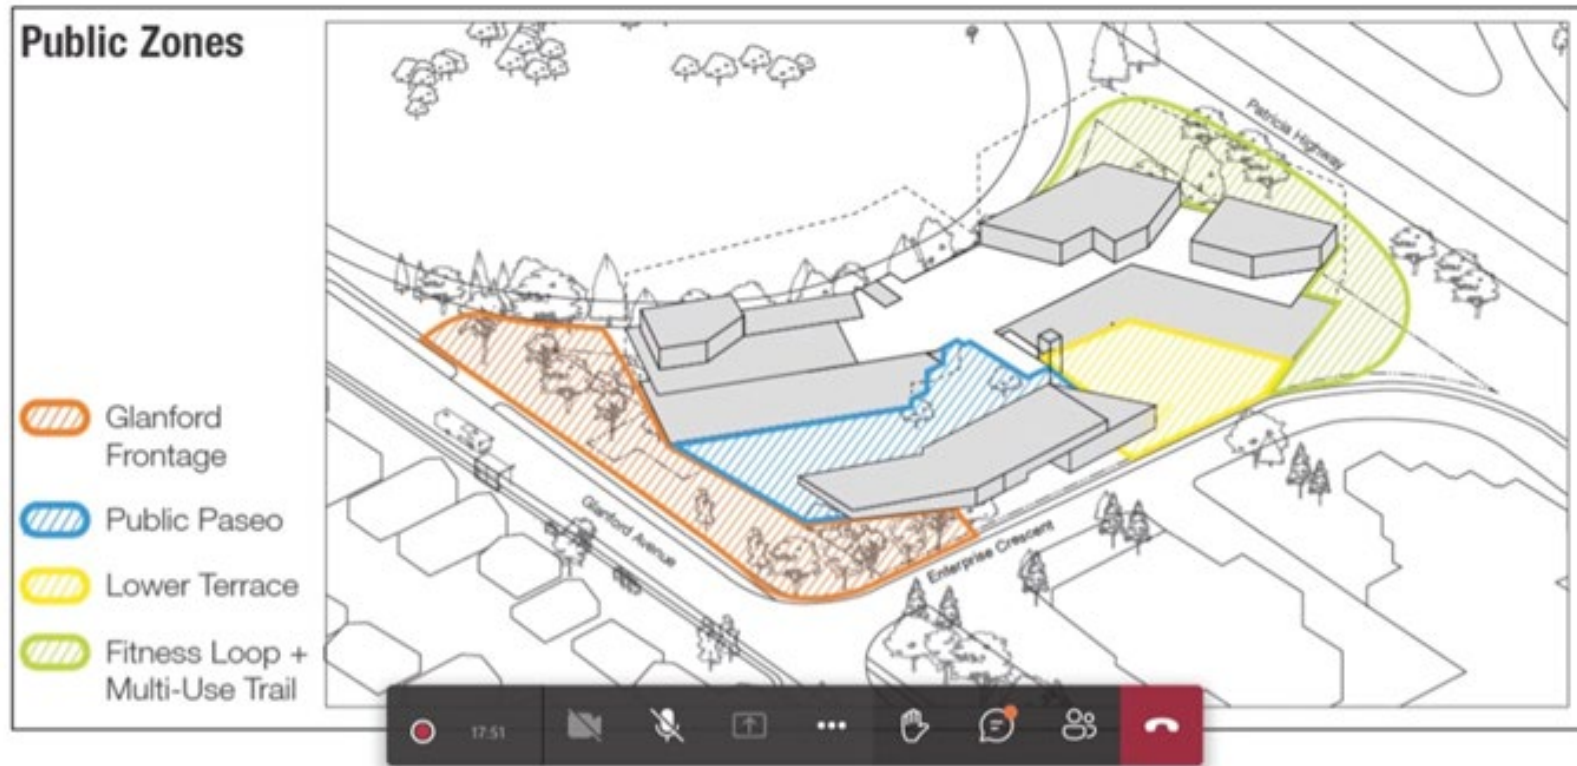 Public Zones
Patricia Highway
Glanford
Frontage
Public Paseo
Glanford Avenue
Enterprise Crescent
Lower Terrace
Fitness Loop +
Multi-Use Trail
17:51